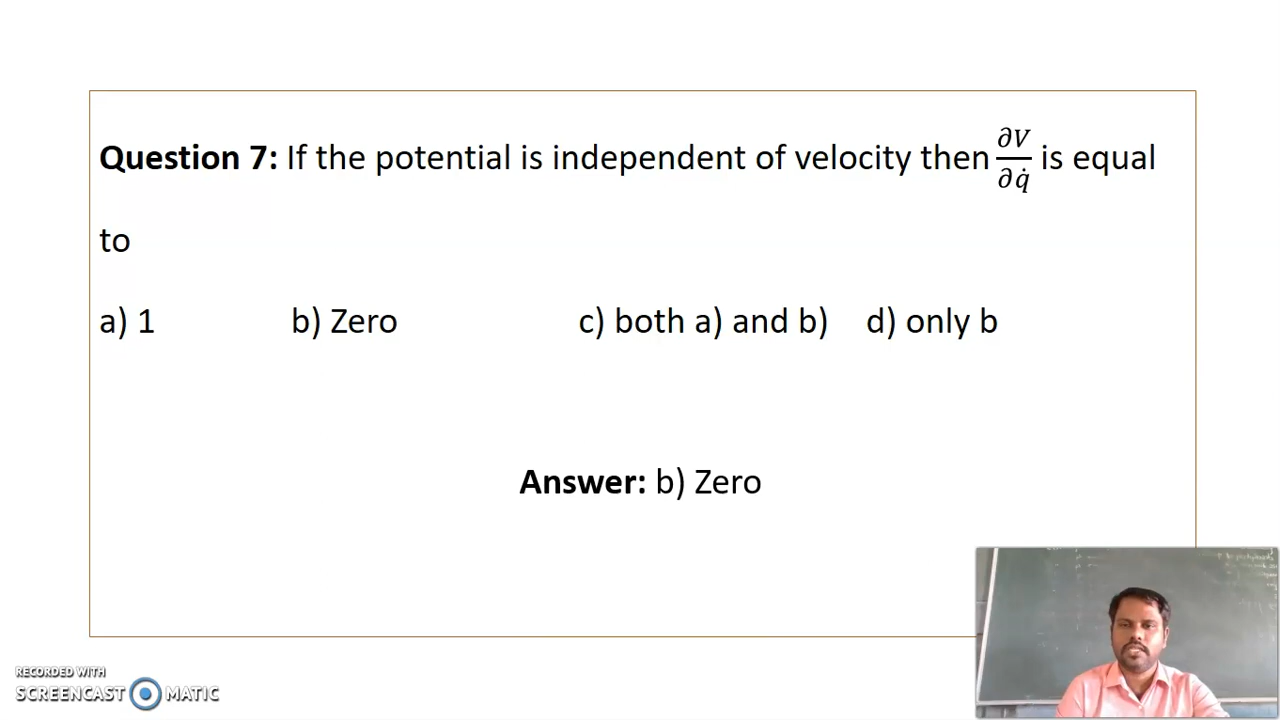 Question 7: If the potential is independent of velocity then ∂V/∂q̇ is equal
to
a) 1 b) Zero c) both a) and b) d) only b
Answer: b) Zero
RECORDED WITH
SCREENCAST MATIC